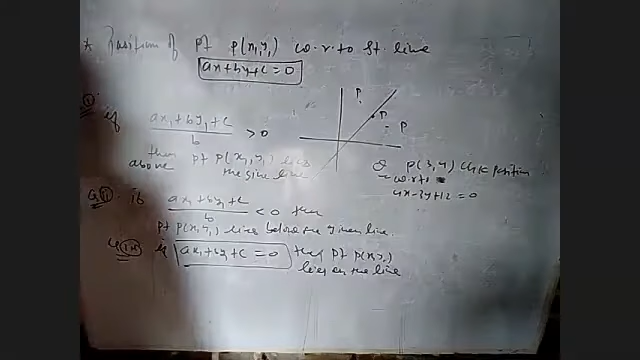 * Position of pt P(x₁,y₁) w.r.to st. line
ax+by+c=0
(i) if (ax₁+by₁+c)/b > 0
then pt P(x₁,y₁) lies
above the given line
P
P
P
Q P(3,4) check position
w.r.to
4x-3y+12=0
(ii) if (ax₁+by₁+c)/b < 0 then
pt P(x₁,y₁) lies below the given line.
(iii) if ax₁+by₁+c=0 then pt P(x₁,y₁)
lies on the line